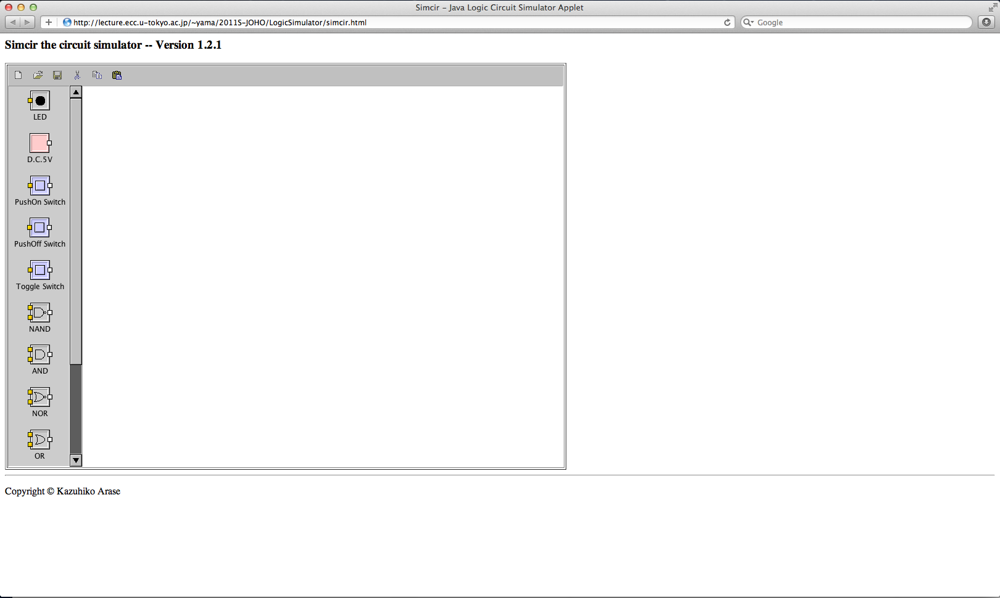 Simcir – Java Logic Circuit Simulator Applet
http://lecture.ecc.u-tokyo.ac.jp/~yama/2011S-JOHO/LogicSimulator/simcir.html
Google
Simcir the circuit simulator -- Version 1.2.1
LED
D.C.5V
PushOn Switch
PushOff Switch
Toggle Switch
NAND
AND
NOR
OR
Copyright © Kazuhiko Arase